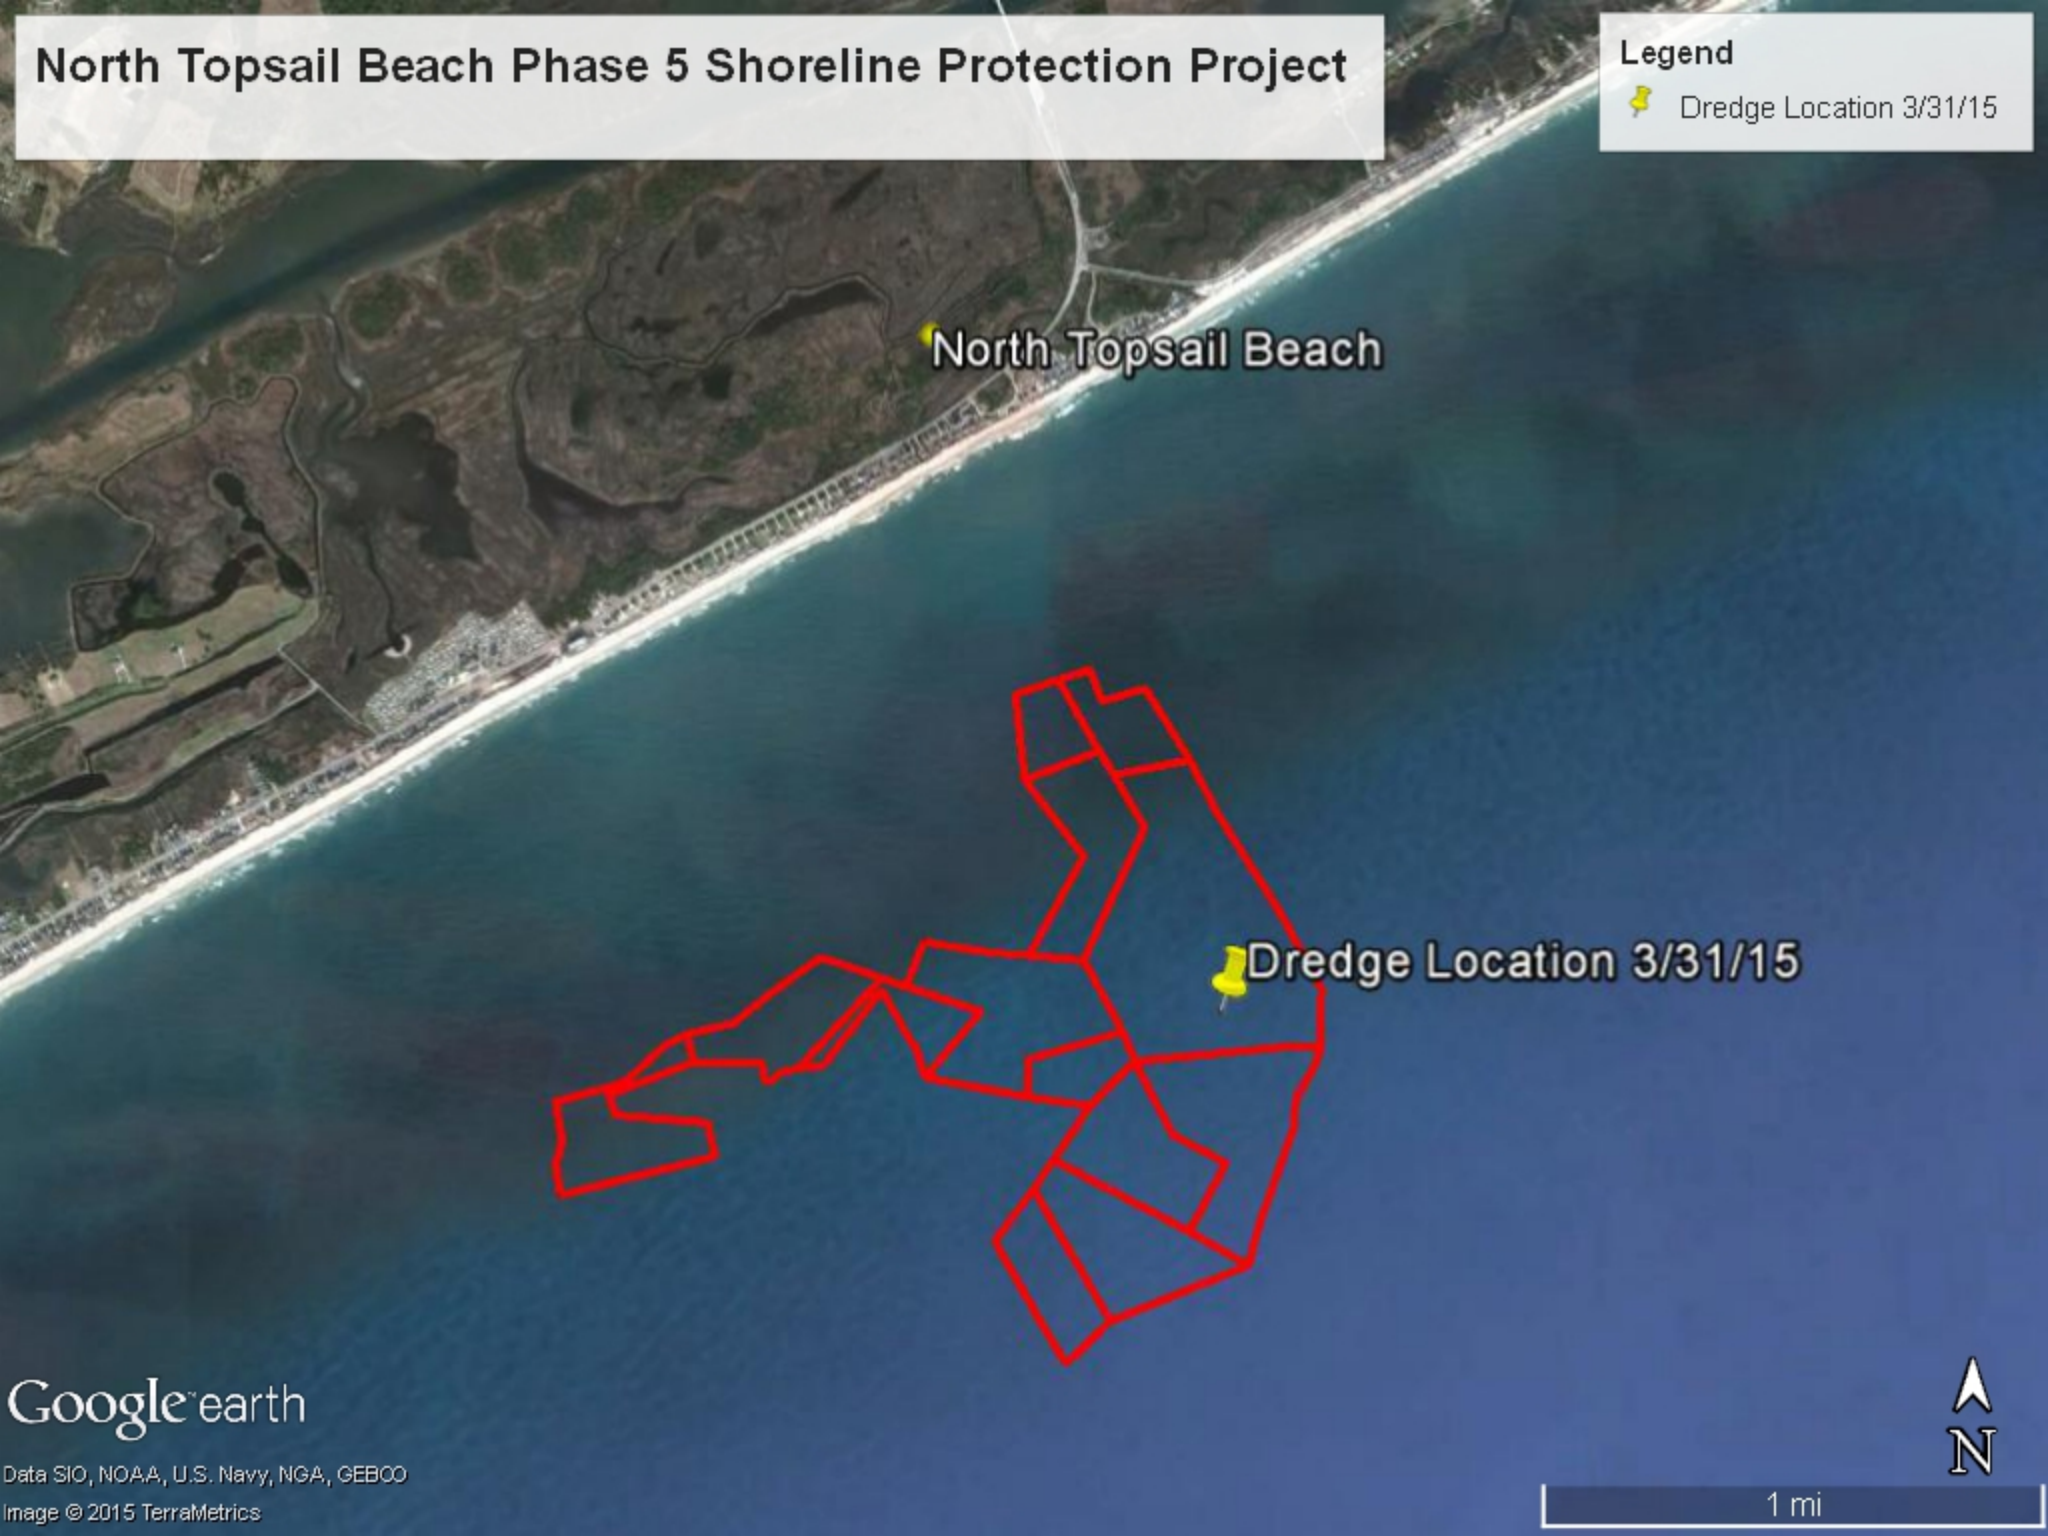 North Topsail Beach Phase 5 Shoreline Protection Project
Legend
Dredge Location 3/31/15
North Topsail Beach
Dredge Location 3/31/15
Google earth
Data SIO, NOAA, U.S. Navy, NGA, GEBCO
Image © 2015 TerraMetrics
N
1 mi